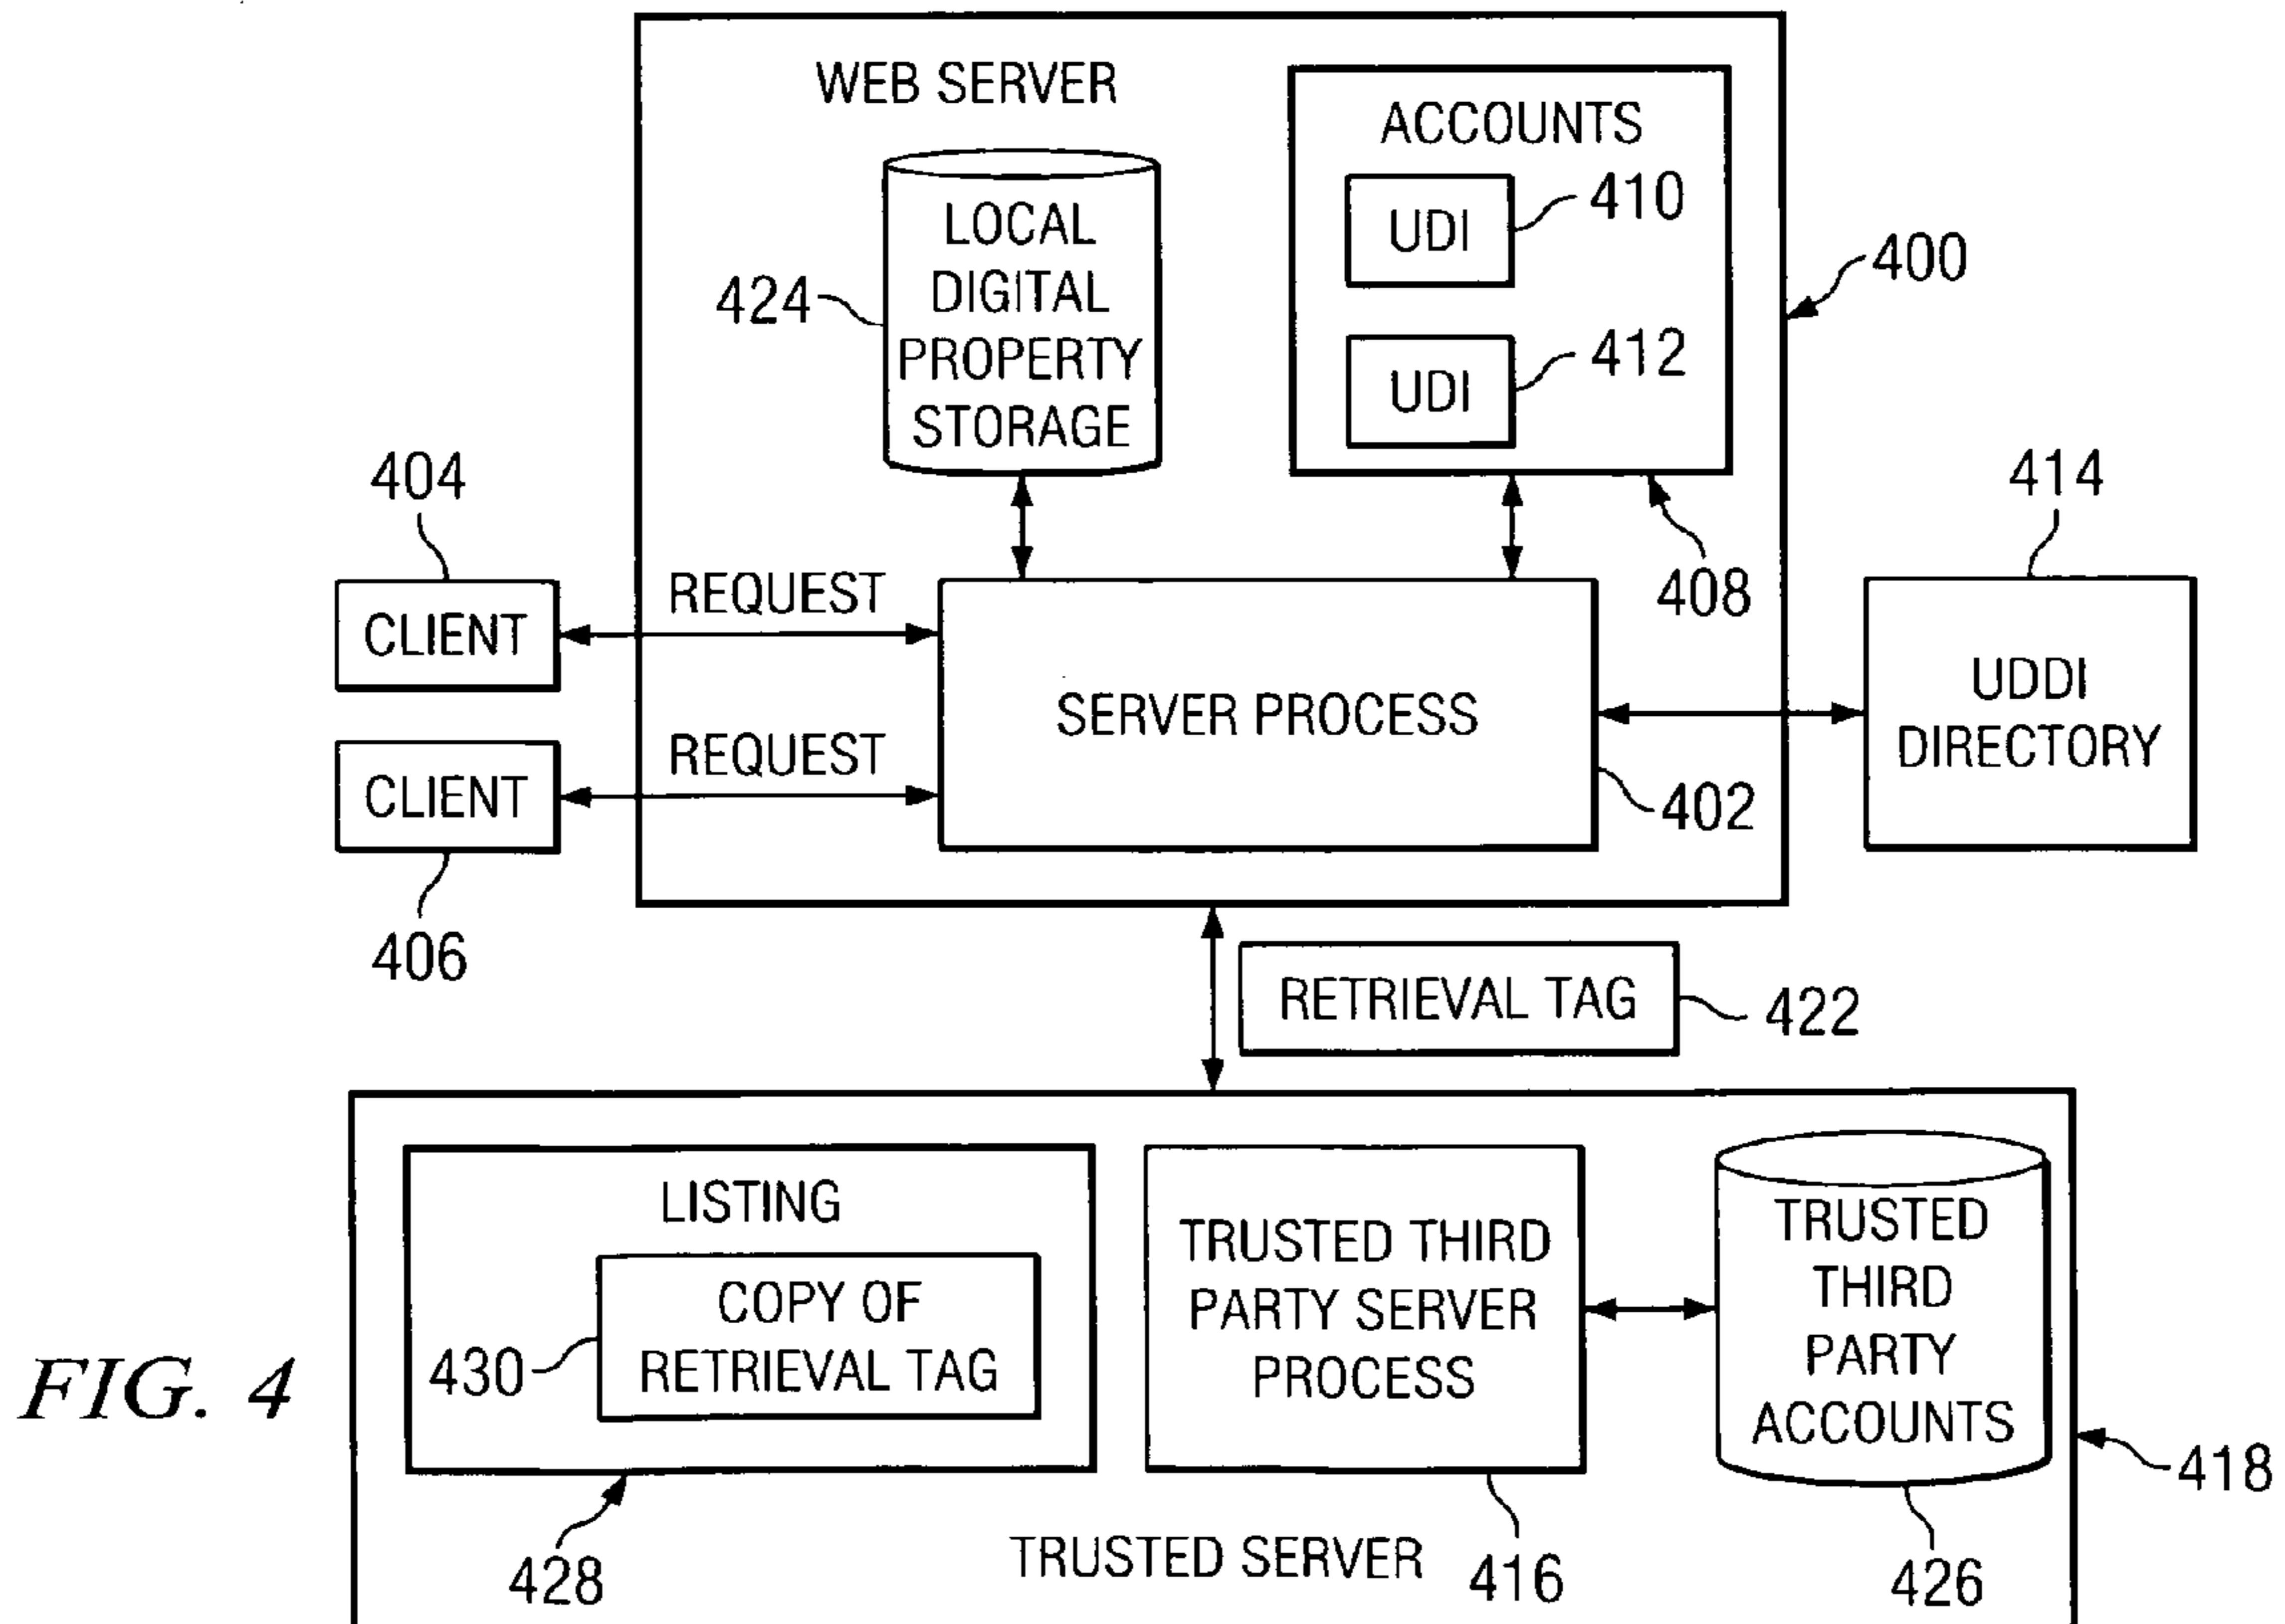 WEB SERVER
ACCOUNTS
UDI
410
UDI
412
LOCAL
DIGITAL
PROPERTY
STORAGE
424
400
404
CLIENT
REQUEST
408
414
CLIENT
REQUEST
406
SERVER PROCESS
402
UDDI
DIRECTORY
RETRIEVAL TAG
422
LISTING
COPY OF
RETRIEVAL TAG
430
428
TRUSTED THIRD
PARTY SERVER
PROCESS
416
TRUSTED
THIRD
PARTY
ACCOUNTS
426
418
TRUSTED SERVER
FIG. 4